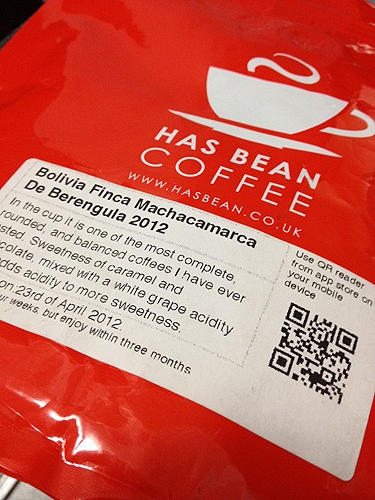 HAS BEAN
COFFEE
WWW.HASBEAN.CO.UK
Bolivia Finca Machacamarca
De Berengula 2012
In the cup it is one of the most complete,
rounded, and balanced coffees I have ever
sted. Sweetness of caramel and
colate, mixed with a white grape acidity
adds acidity to more sweetness.
on 23rd of April 2012.
ur weeks, but enjoy within three months.
Use QR reader
from app store on
your mobile
device